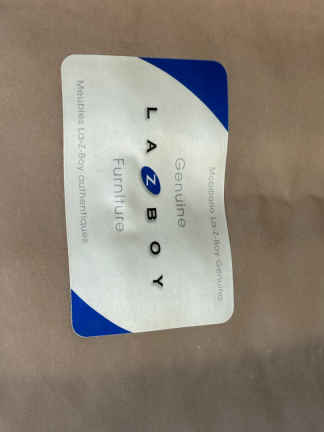 Mobiliario La-Z-Boy Genuino
Genuine
LAZBOY
Furniture
Meubles La-Z-Boy authentiques